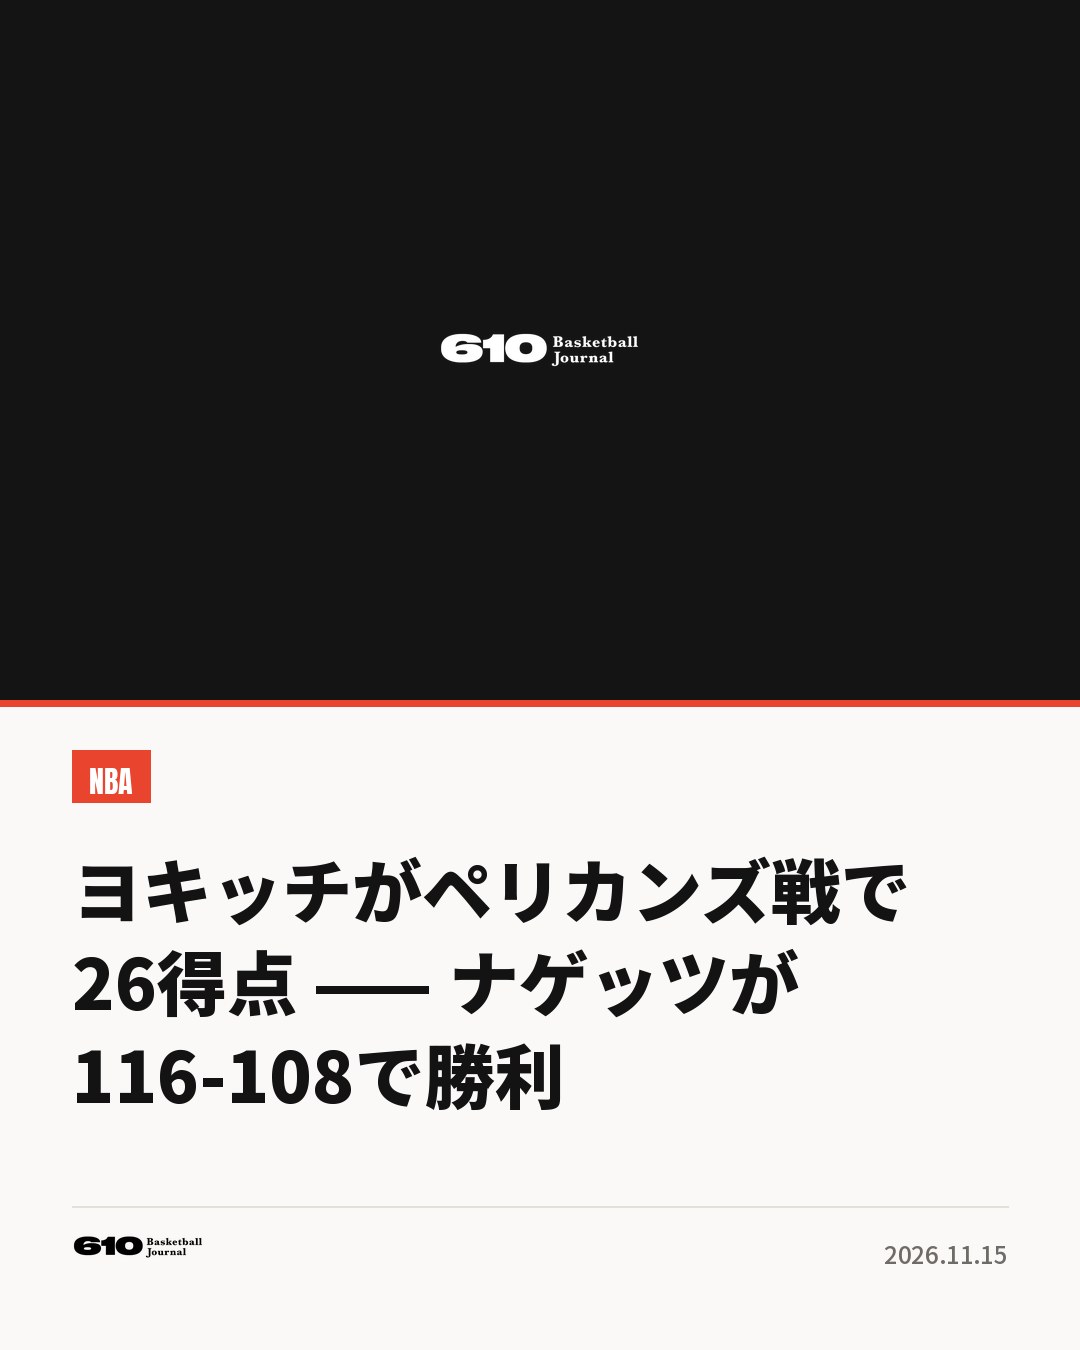 610 Basketball
Journal
NBA
ヨキッチがペリカンズ戦で
26得点 —— ナゲッツが
116-108で勝利
610 Basketball
Journal
2026.11.15